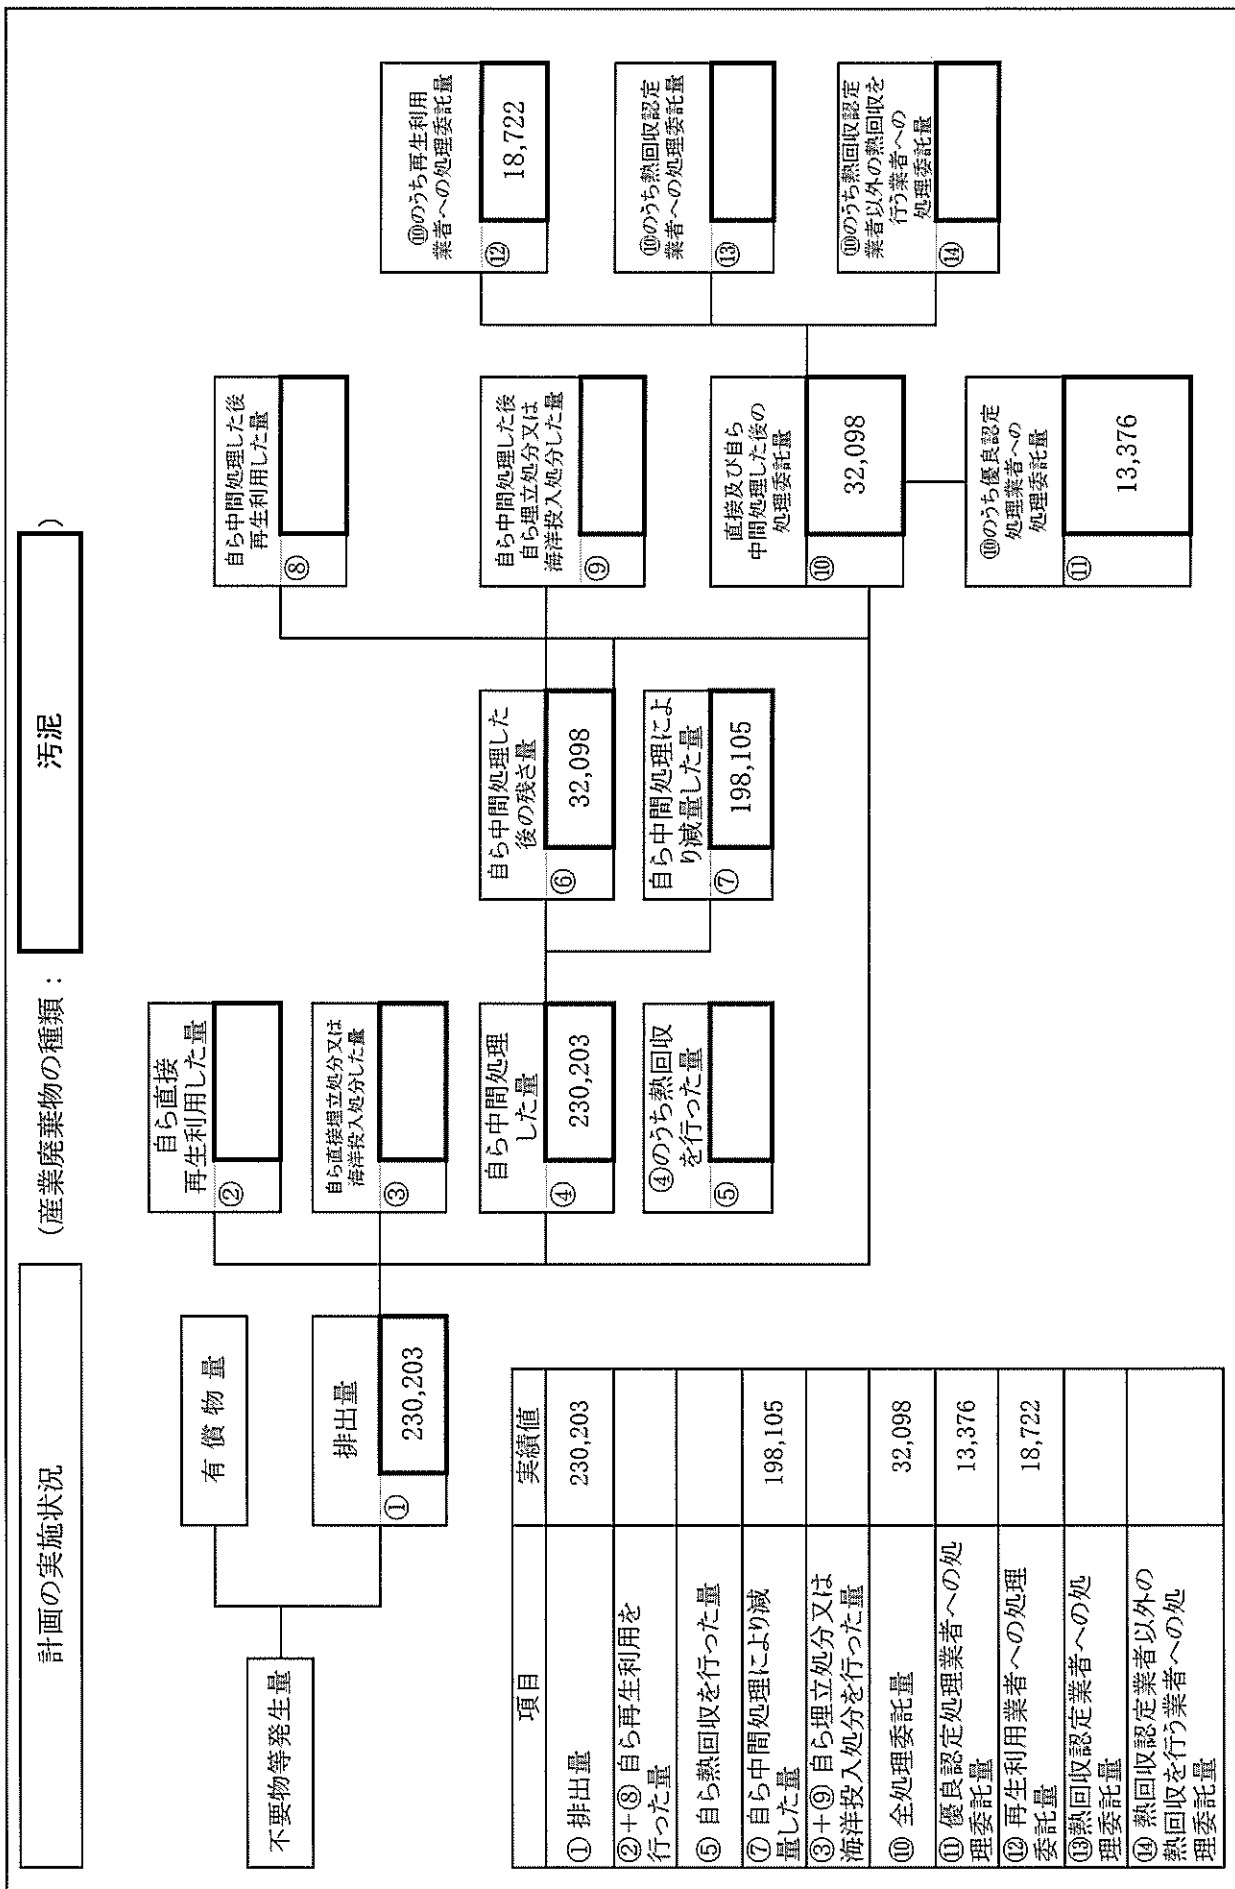 計画の実施状況
(産業廃棄物の種類:
汚泥
)
不要物等発生量
有償物量
排出量
①
230,203
自ら直接
再生利用した量
②
自ら直接埋立処分又は
海洋投入処分した量
③
自ら中間処理
した量
④
230,203
④のうち熱回収
を行った量
⑤
自ら中間処理した
後の残さ量
⑥
32,098
自ら中間処理によ
り減量した量
⑦
198,105
自ら中間処理した後
再生利用した量
⑧
自ら中間処理した後
自ら埋立処分又は
海洋投入処分した量
⑨
直接及び自ら
中間処理した後の
処理委託量
⑩
32,098
⑩のうち優良認定
処理業者への
処理委託量
⑪
13,376
⑩のうち再生利用
業者への処理委託量
⑫
18,722
⑩のうち熱回収認定
業者への処理委託量
⑬
⑩のうち熱回収認定
業者以外の熱回収を
行う業者への
処理委託量
⑭
項目 実績値
① 排出量 230,203
②+⑧ 自ら再生利用を
行った量
⑤ 自ら熱回収を行った量
⑦ 自ら中間処理により減
量した量 198,105
③+⑨ 自ら埋立処分又は
海洋投入処分を行った量
⑩ 全処理委託量 32,098
⑪ 優良認定処理業者への処
理委託量 13,376
⑫ 再生利用業者への処理
委託量 18,722
⑬熱回収認定業者への処
理委託量
⑭ 熱回収認定業者以外の
熱回収を行う業者への処
理委託量